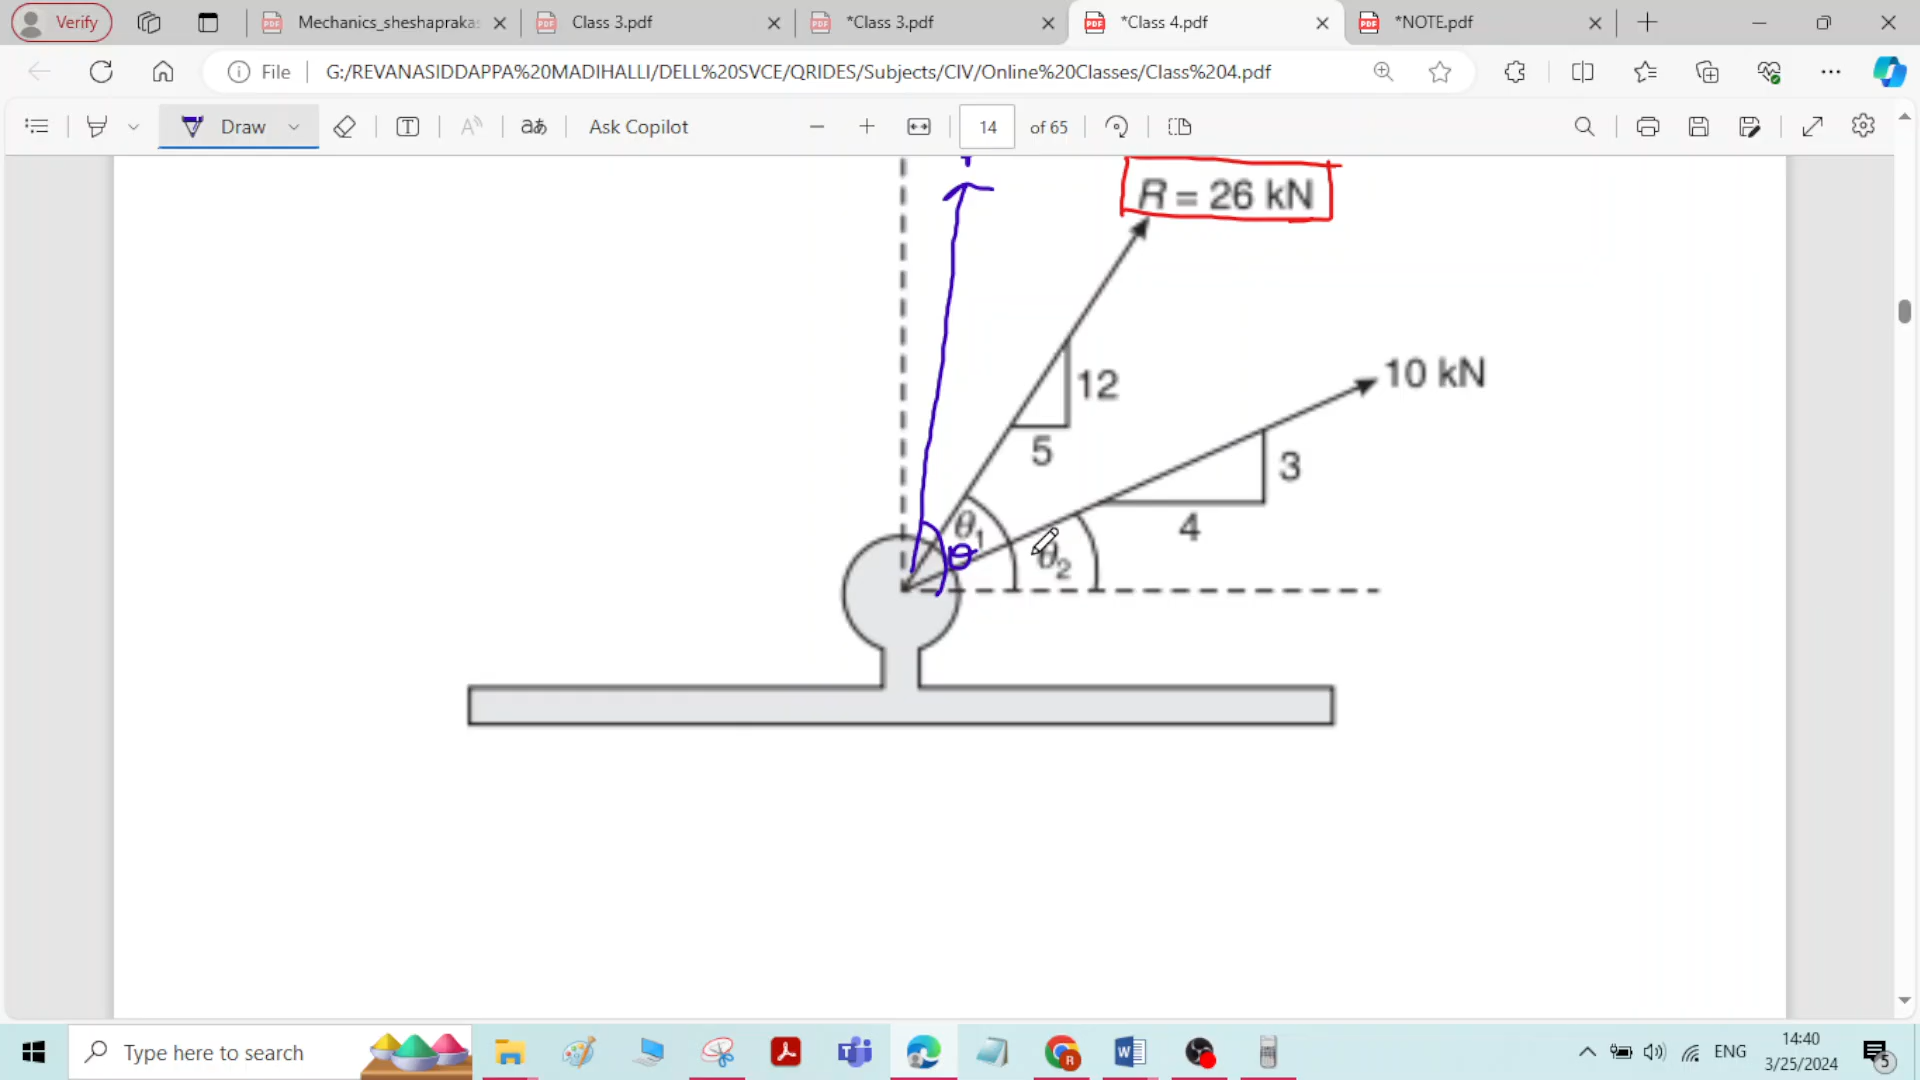 Verify
Mechanics_sheshapraka
Class 3.pdf
*Class 3.pdf
*Class 4.pdf
*NOTE.pdf
File
G:/REVANASIDDAPPA%20MADIHALLI/DELL%20SVCE/QRIDES/Subjects/CIV/Online%20Classes/Class%204.pdf
Draw
Ask Copilot
14
of 65
R = 26 kN
12
5
10 kN
3
4
θ1
θ
θ2
Type here to search
ENG
14:40
3/25/2024
5